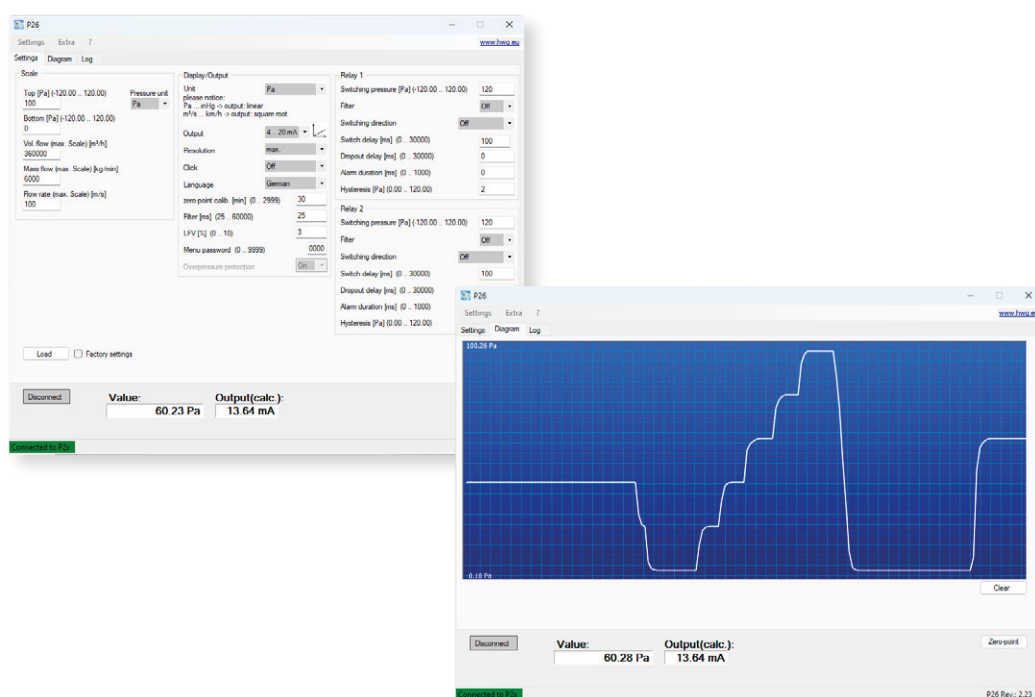 P26
Settings Extra ?
www.hwg.eu
Settings Diagram Log
Scale
Top [Pa] (-120.00 .. 120.00) Pressure unit
100 Pa
Bottom [Pa] (-120.00 .. 120.00)
0
Vol. flow (max. Scale) [m³/h]
360000
Mass flow (max. Scale) [kg/min]
6000
Flow rate (max. Scale) [m/s]
100
Display/Output
Unit Pa
please notice:
Pa ... inHg -> output: linear
m³/s ... km/h -> output: square root
Output 4 .. 20 mA
Resolution max.
Click Off
Language German
zero point calib. [min] (0 .. 2999) 30
Filter [ms] (25 .. 60000) 25
LFV [%] (0 .. 10) 3
Menu password (0 .. 9999) 0000
Overpressure protection On
Relay 1
Switching pressure [Pa] (-120.00 .. 120.00) 120
Filter Off
Switching direction Off
Switch delay [ms] (0 .. 30000) 100
Dropout delay [ms] (0 .. 30000) 0
Alarm duration [ms] (0 .. 1000) 0
Hysteresis [Pa] (0.00 .. 120.00) 2
Relay 2
Switching pressure [Pa] (-120.00 .. 120.00) 120
Filter Off
Switching direction Off
Switch delay [ms] (0 .. 30000) 100
Dropout delay [ms] (0 .. 30000)
Alarm duration [ms] (0 .. 1000)
Hysteresis [Pa] (0.00 .. 120.00)
Load Factory settings
Disconnect
Value: Output(calc.):
60.23 Pa 13.64 mA
Connected to P2x
P26
Settings Extra ?
www.hwg.eu
Settings Diagram Log
100.26 Pa
-0.10 Pa
Clear
Disconnect
Value: Output(calc.):
60.28 Pa 13.64 mA
Zero-point
Connected to P2x
P26 Rev.: 2.23